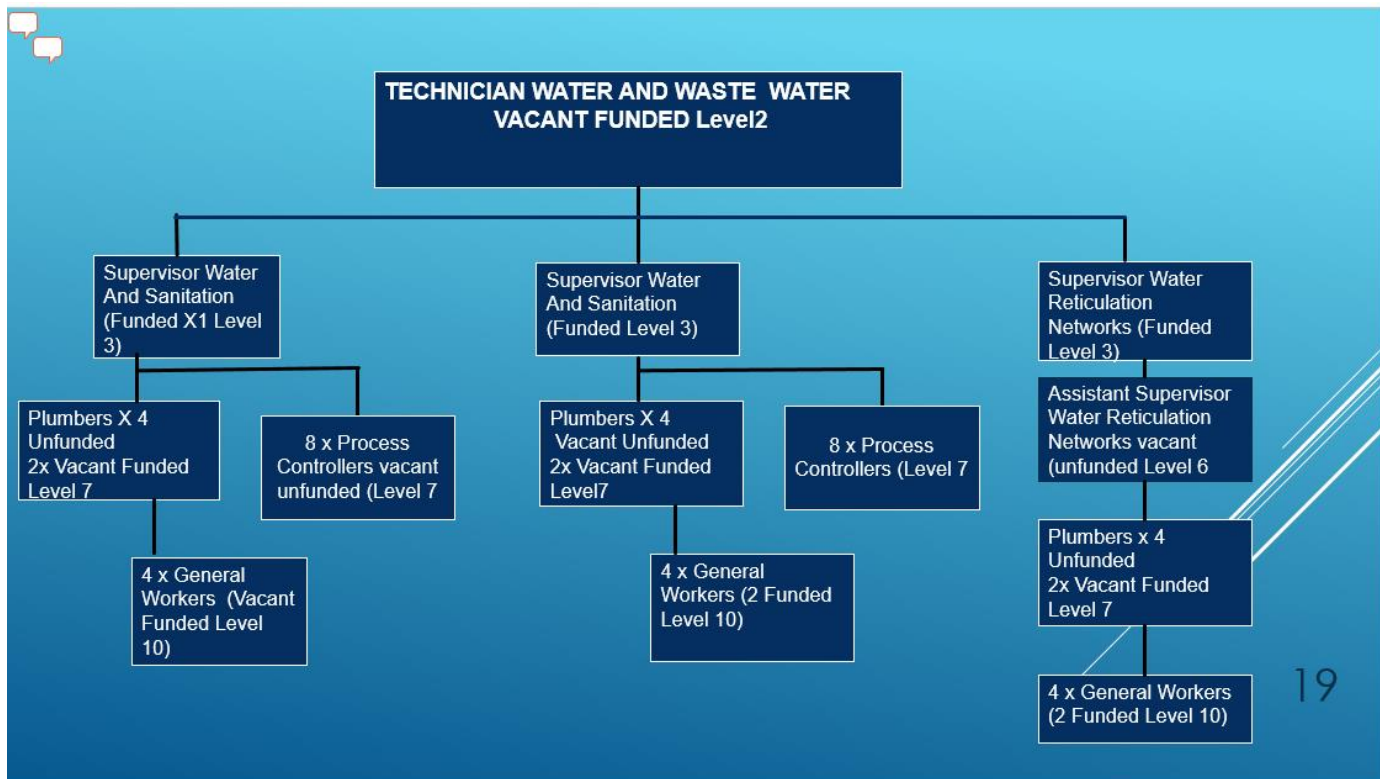 TECHNICIAN WATER AND WASTE WATER
VACANT FUNDED Level2
Supervisor Water
And Sanitation
(Funded X1 Level
3)
Supervisor Water
And Sanitation
(Funded Level 3)
Supervisor Water
Reticulation
Networks (Funded
Level 3)
Plumbers X 4
Unfunded
2x Vacant Funded
Level 7
8 x Process
Controllers vacant
unfunded (Level 7
Plumbers X 4
Vacant Unfunded
2x Vacant Funded
Level7
8 x Process
Controllers (Level 7
Assistant Supervisor
Water Reticulation
Networks vacant
(unfunded Level 6
Plumbers x 4
Unfunded
2x Vacant Funded
Level 7
4 x General
Workers (Vacant
Funded Level
10)
4 x General
Workers (2 Funded
Level 10)
4 x General Workers
(2 Funded Level 10)
19